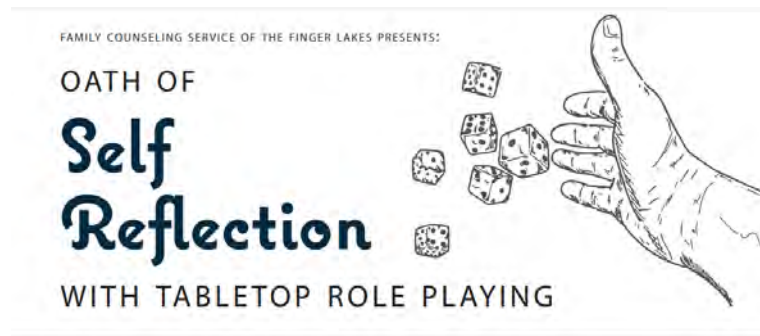 FAMILY COUNSELING SERVICE OF THE FINGER LAKES PRESENTS:
OATH OF
Self
Reflection
WITH TABLETOP ROLE PLAYING